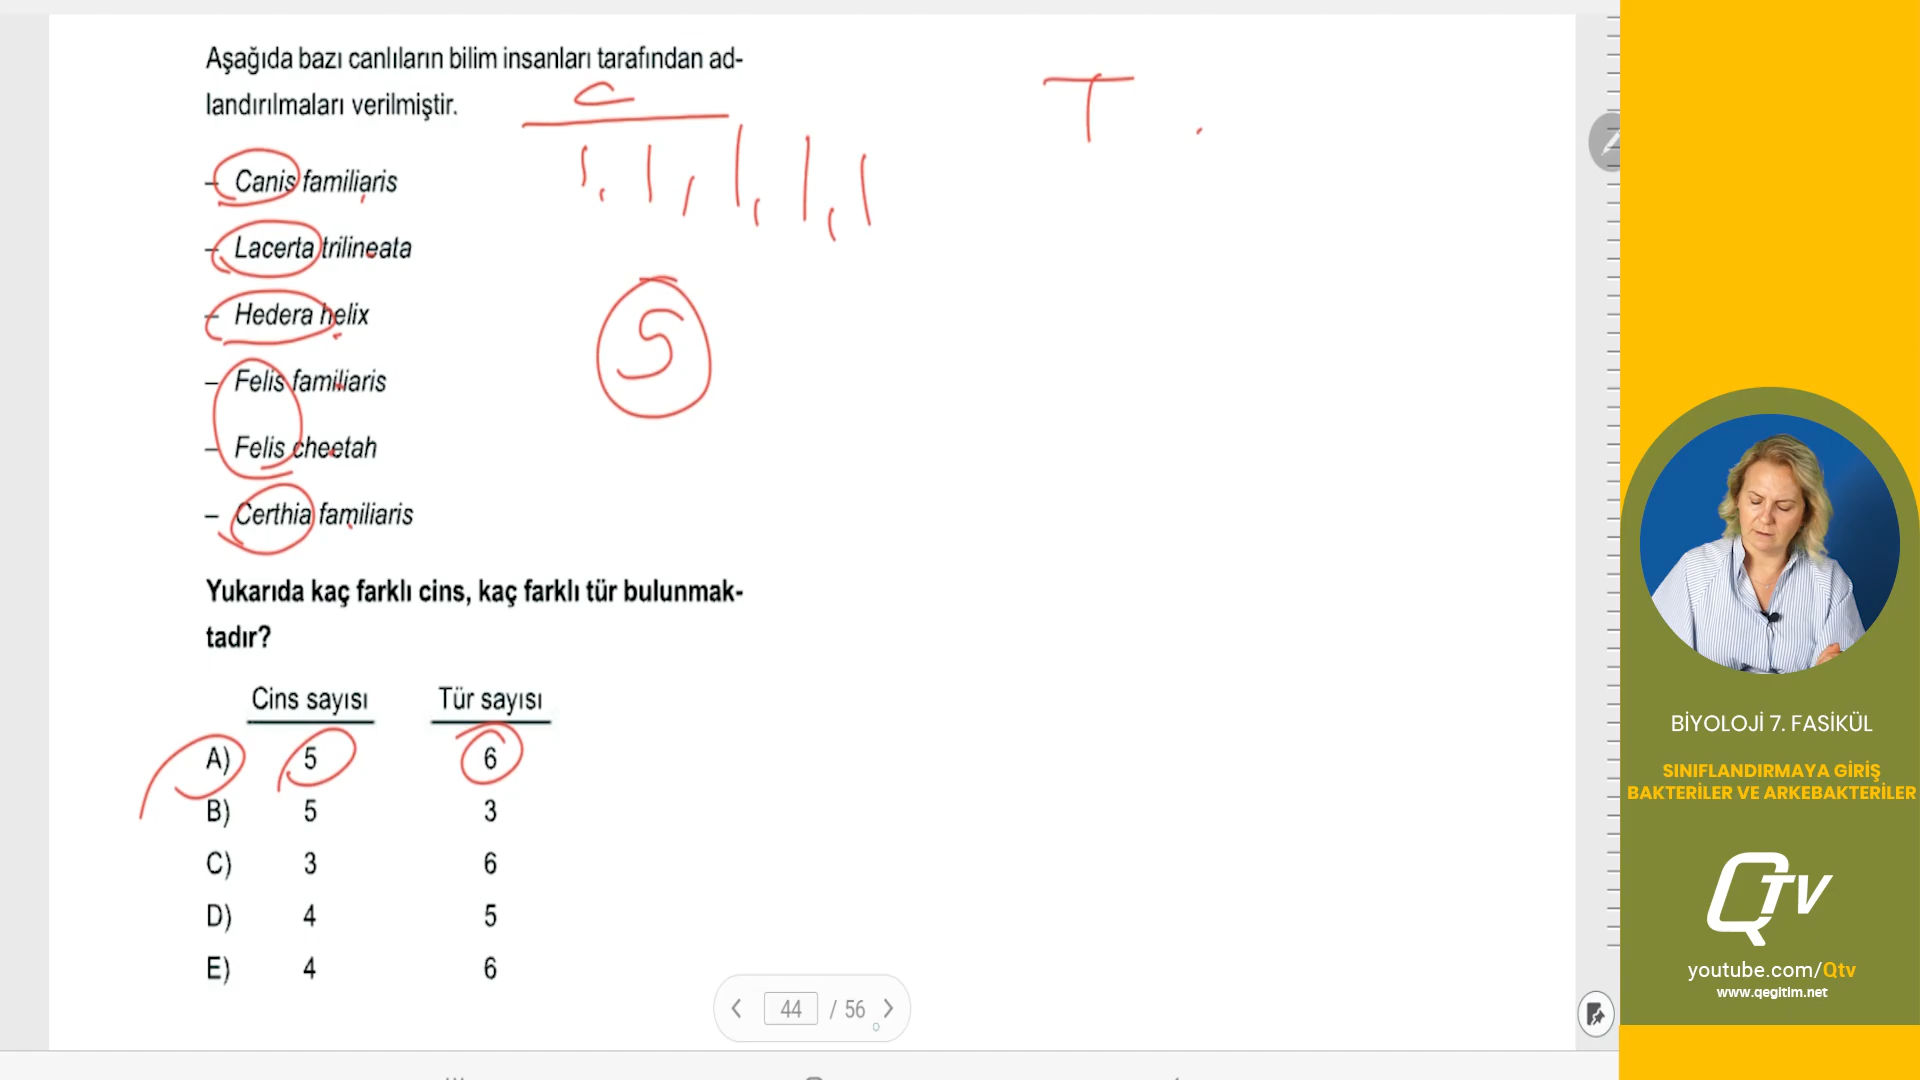 Aşağıda bazı canlıların bilim insanları tarafından ad-
landırılmaları verilmiştir.
c
T
– Canis familiaris
– Lacerta trilineata
– Hedera helix
– Felis familiaris
– Felis cheetah
– Certhia familiaris
5
Yukarıda kaç farklı cins, kaç farklı tür bulunmak-
tadır?
Cins sayısı Tür sayısı
A) 5 6
B) 5 3
C) 3 6
D) 4 5
E) 4 6
44 / 56
BİYOLOJİ 7. FASİKÜL
SINIFLANDIRMAYA GİRİŞ
BAKTERİLER VE ARKEBAKTERİLER
QTV
youtube.com/Qtv
www.qegitim.net